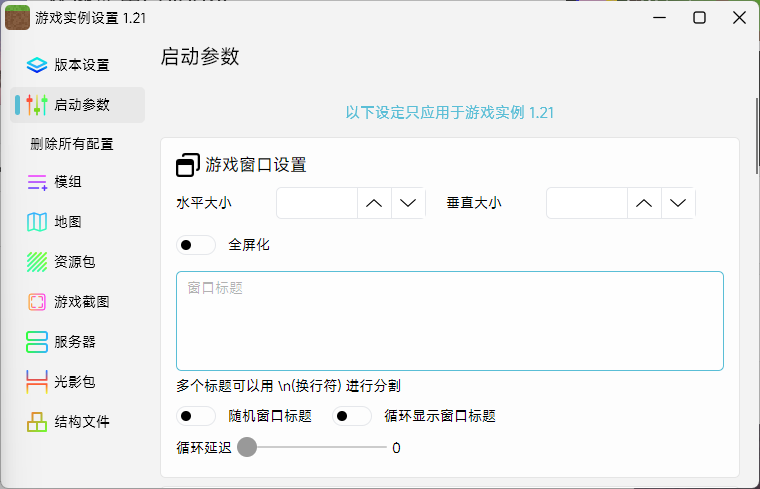 游戏实例设置 1.21
版本设置
启动参数
删除所有配置
模组
地图
资源包
游戏截图
服务器
光影包
结构文件
启动参数
以下设定只应用于游戏实例 1.21
游戏窗口设置
水平大小 垂直大小
全屏化
窗口标题
多个标题可以用 \n(换行符) 进行分割
随机窗口标题 循环显示窗口标题
循环延迟 0